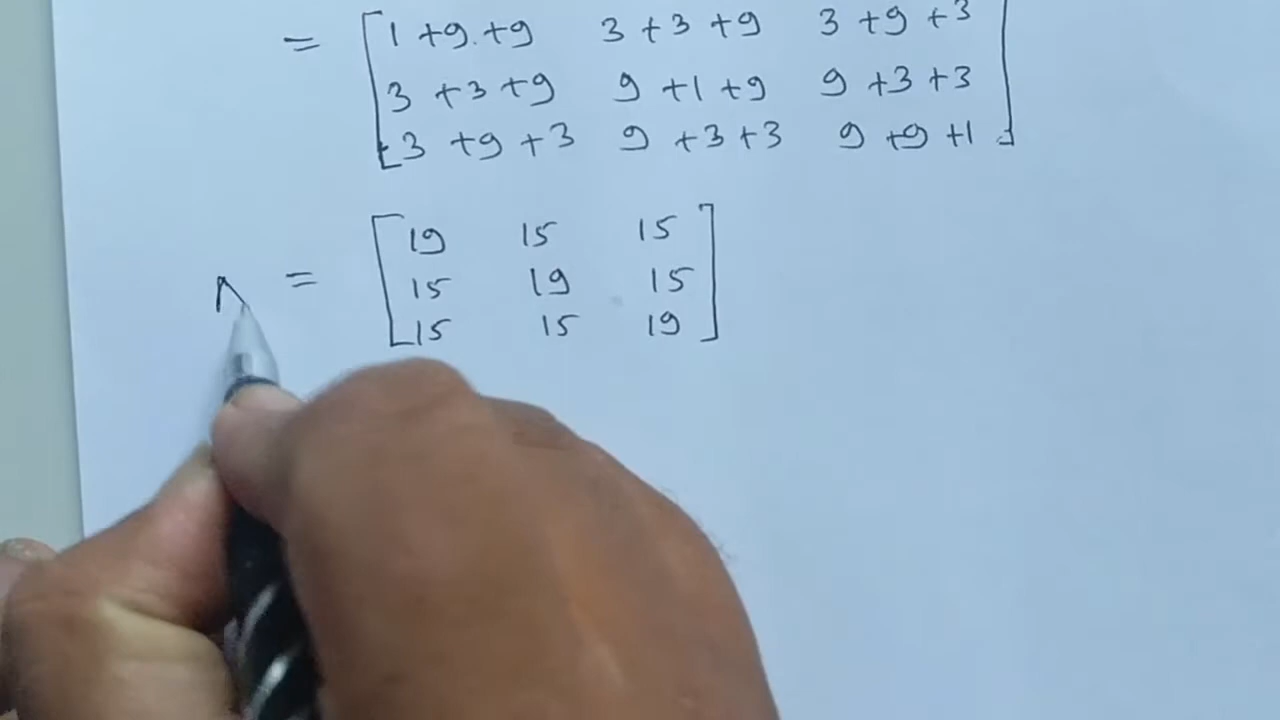 = [1 +9 +9 3 +3 +9 3 +9 +3
3 +3 +9 9 +1 +9 9 +3 +3
3 +9 +3 9 +3 +3 9 +9 +1]
[19 15 15
A = 15 19 15
15 15 19]